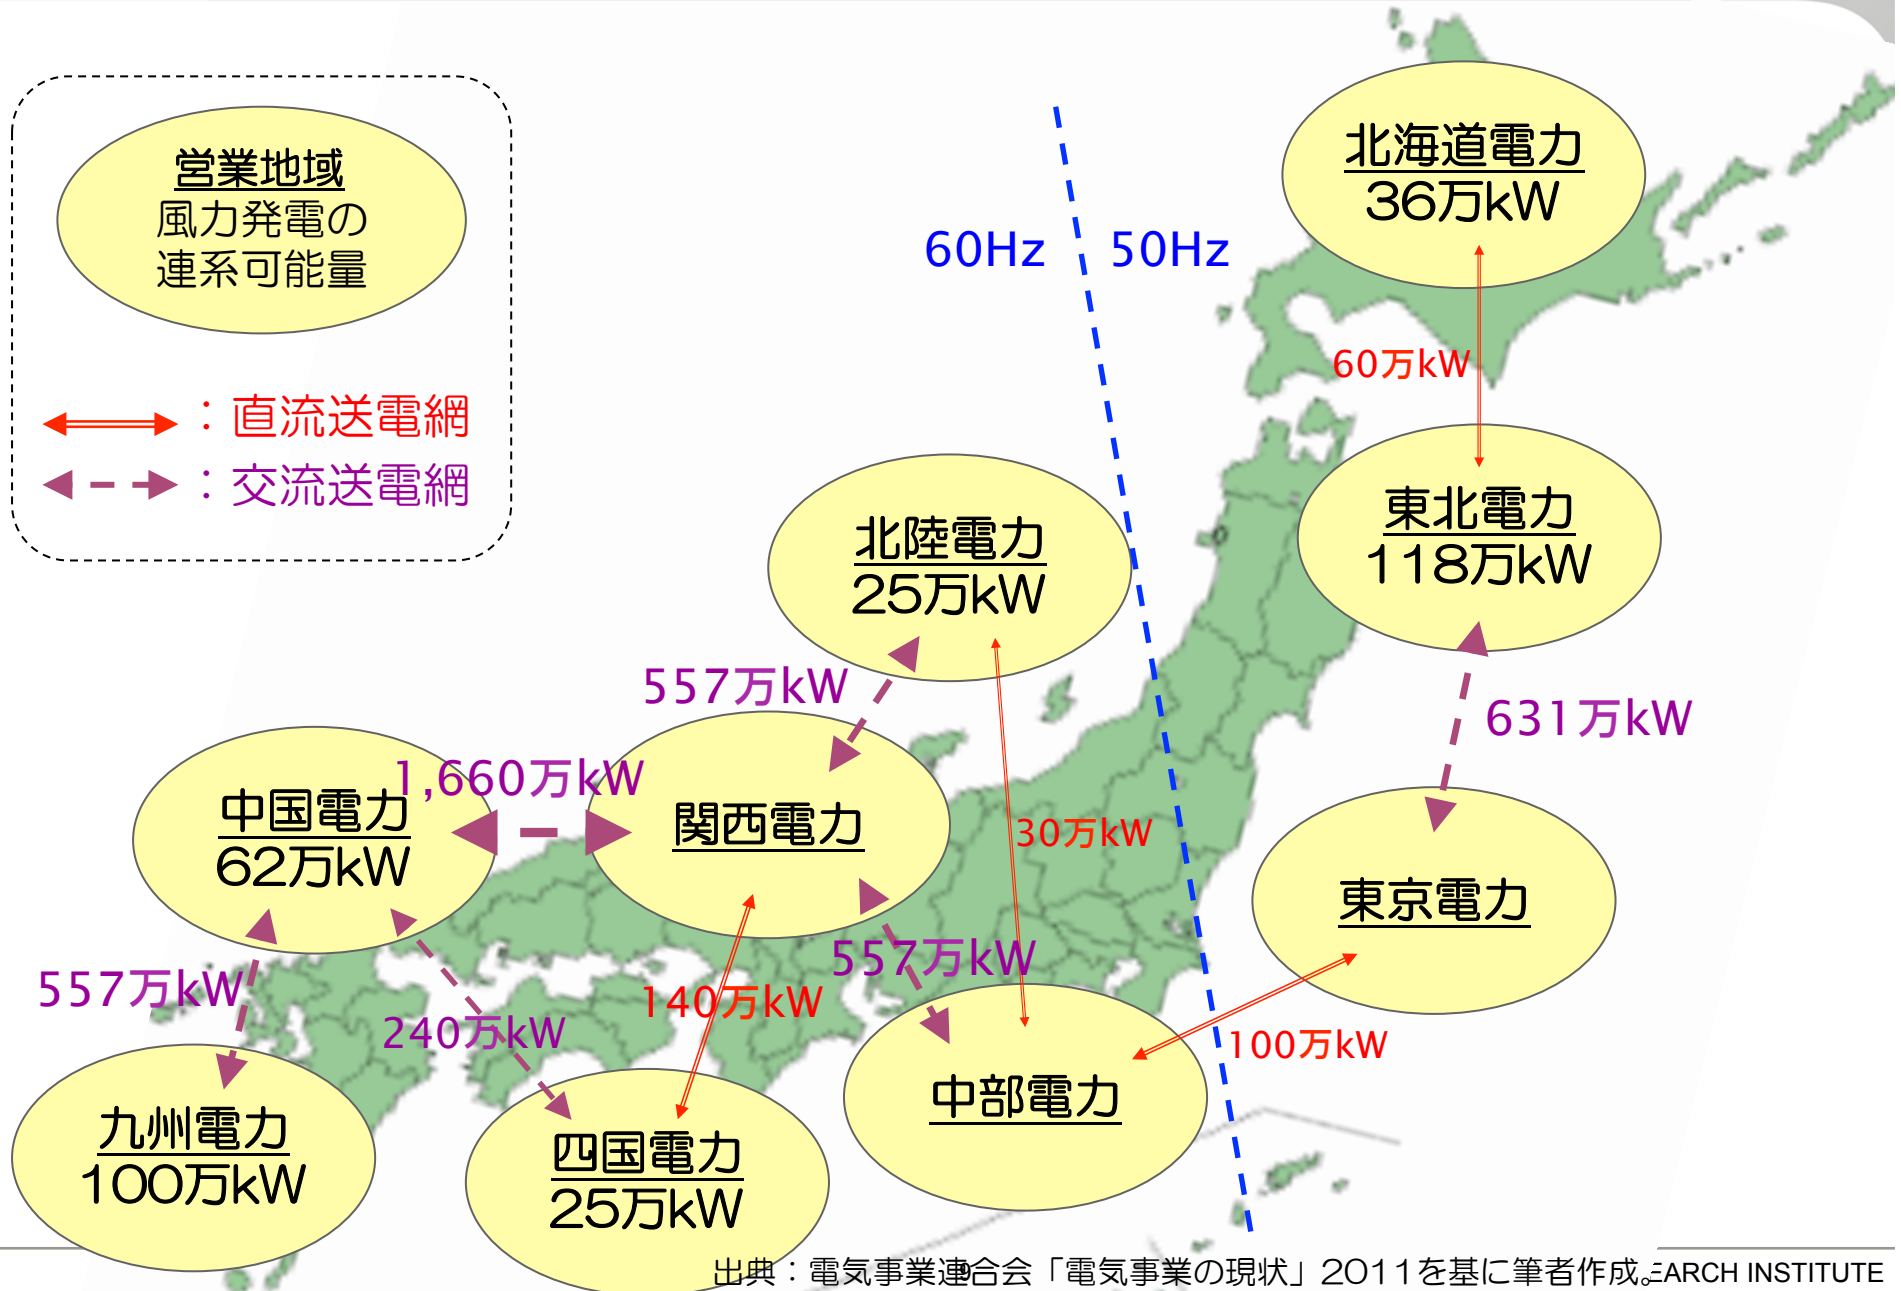 営業地域
風力発電の
連系可能量
：直流送電網
：交流送電網
60Hz
50Hz
北海道電力
36万kW
60万kW
東北電力
118万kW
631万kW
東京電力
100万kW
北陸電力
25万kW
557万kW
30万kW
関西電力
1,660万kW
中国電力
62万kW
557万kW
557万kW
240万kW
140万kW
中部電力
九州電力
100万kW
四国電力
25万kW
出典：電気事業連合会「電気事業の現状」2011を基に筆者作成。
EARCH INSTITUTE